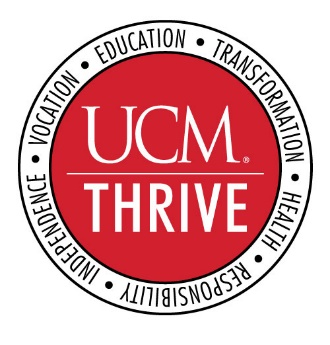 TRANSFORMATION • HEALTH • RESPONSIBILITY • INDEPENDENCE • VOCATION • EDUCATION •
UCM®
THRIVE